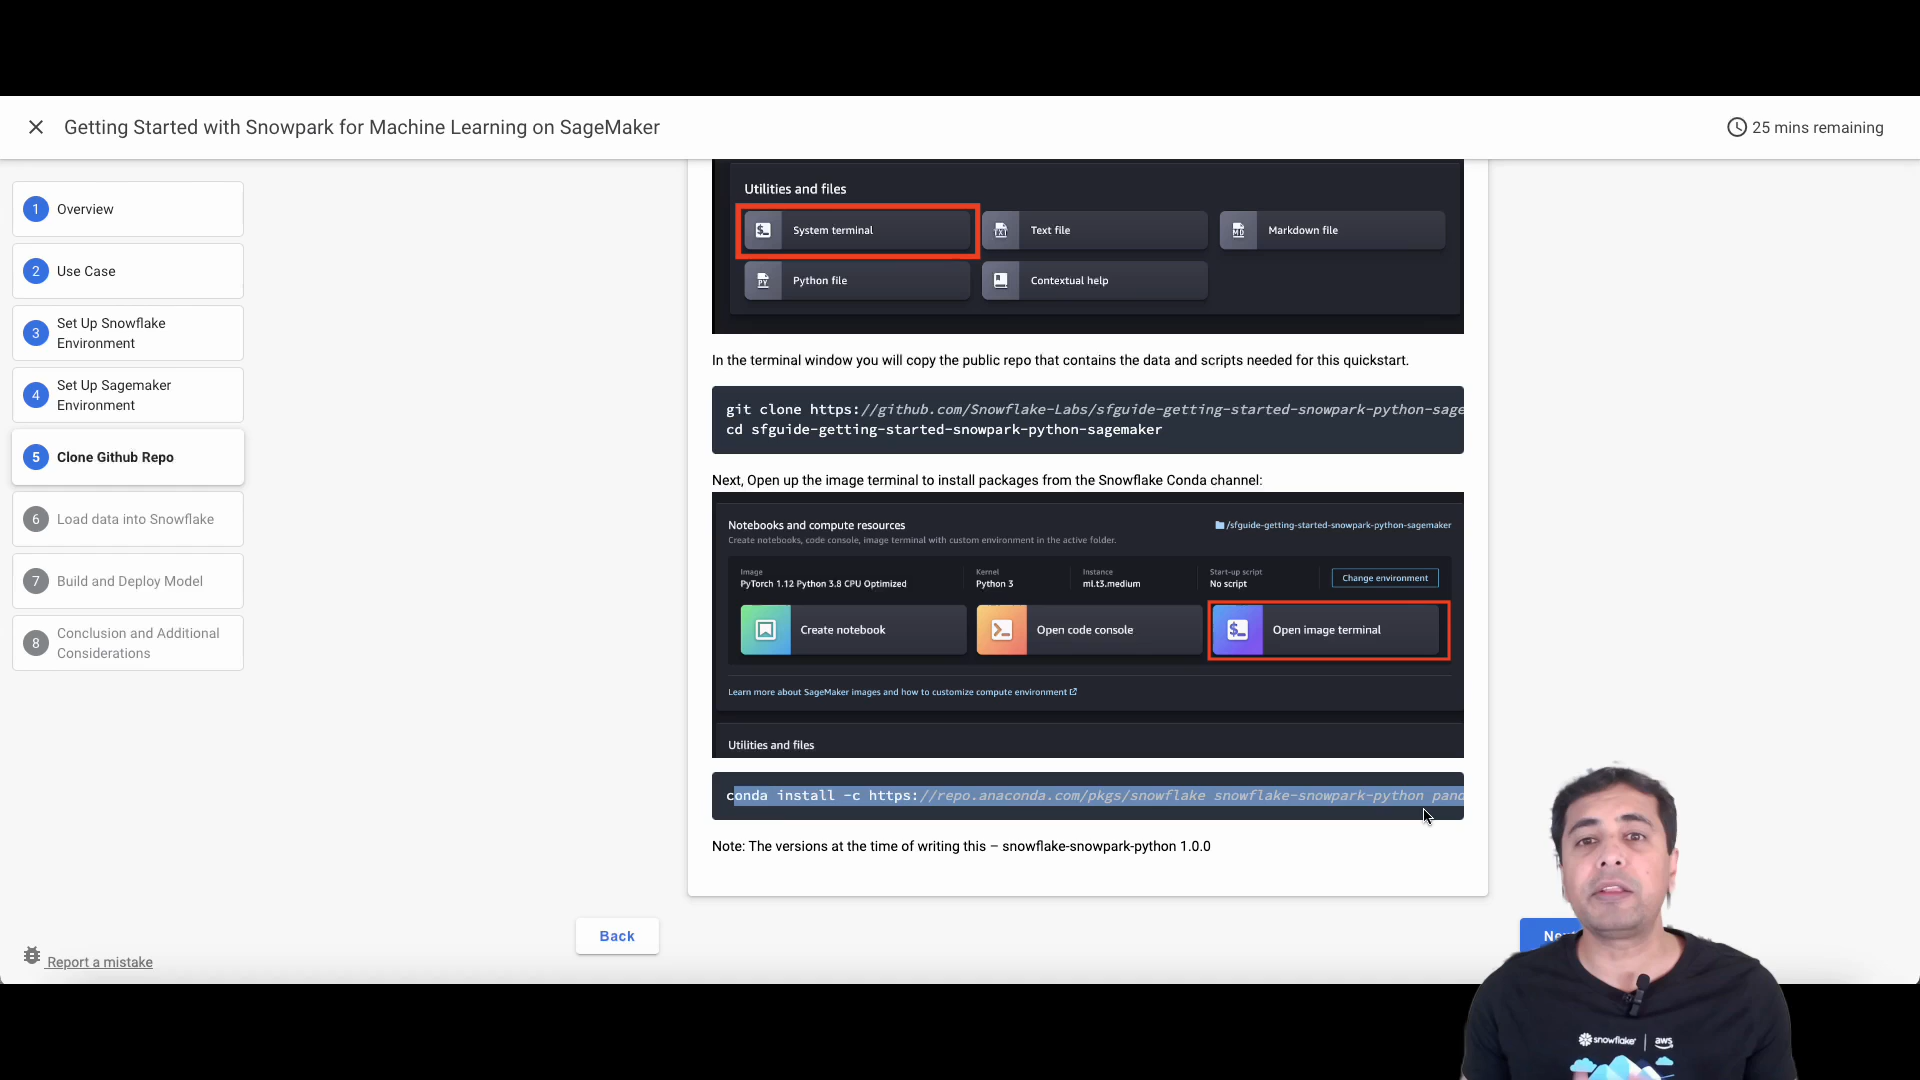 Getting Started with Snowpark for Machine Learning on SageMaker
25 mins remaining
1 Overview
2 Use Case
3 Set Up Snowflake
Environment
4 Set Up Sagemaker
Environment
5 Clone Github Repo
6 Load data into Snowflake
7 Build and Deploy Model
8 Conclusion and Additional
Considerations
Report a mistake
Utilities and files
System terminal
TXT Text file
MD Markdown file
PY Python file
Contextual help
In the terminal window you will copy the public repo that contains the data and scripts needed for this quickstart.
git clone https://github.com/Snowflake-Labs/sfguide-getting-started-snowpark-python-sage
cd sfguide-getting-started-snowpark-python-sagemaker
Next, Open up the image terminal to install packages from the Snowflake Conda channel:
Notebooks and compute resources
/sfguide-getting-started-snowpark-python-sagemaker
Create notebooks, code console, image terminal with custom environment in the active folder.
Image Kernel Instance Start-up script
PyTorch 1.12 Python 3.8 CPU Optimized Python 3 ml.t3.medium No script
Change environment
Create notebook
Open code console
$_ Open image terminal
Learn more about SageMaker images and how to customize compute environment
Utilities and files
conda install -c https://repo.anaconda.com/pkgs/snowflake snowflake-snowpark-python pand
Note: The versions at the time of writing this – snowflake-snowpark-python 1.0.0
Back
snowflake | aws